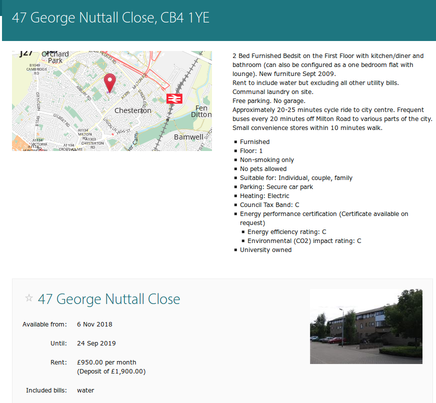 47 George Nuttall Close, CB4 1YE
J27
Orchard
Park
Chesterton
Fen
Ditton
Barnwell
2 Bed Furnished Bedsit on the First Floor with kitchen/diner and
bathroom (can also be configured as a one bedroom flat with
lounge). New furniture Sept 2009.
Rent to include water but excluding all other utility bills.
Communal laundry on site.
Free parking. No garage.
Approximately 20-25 minutes cycle ride to city centre. Frequent
buses every 20 minutes off Milton Road to various parts of the city.
Small convenience stores within 10 minutes walk.
Furnished
Floor: 1
Non-smoking only
No pets allowed
Suitable for: Individual, couple, family
Parking: Secure car park
Heating: Electric
Council Tax Band: C
Energy performance certification (Certificate available on
request)
Energy efficiency rating: C
Environmental (CO2) impact rating: C
University owned
47 George Nuttall Close
Available from: 6 Nov 2018
Until: 24 Sep 2019
Rent: £950.00 per month
(Deposit of £1,900.00)
Included bills: water